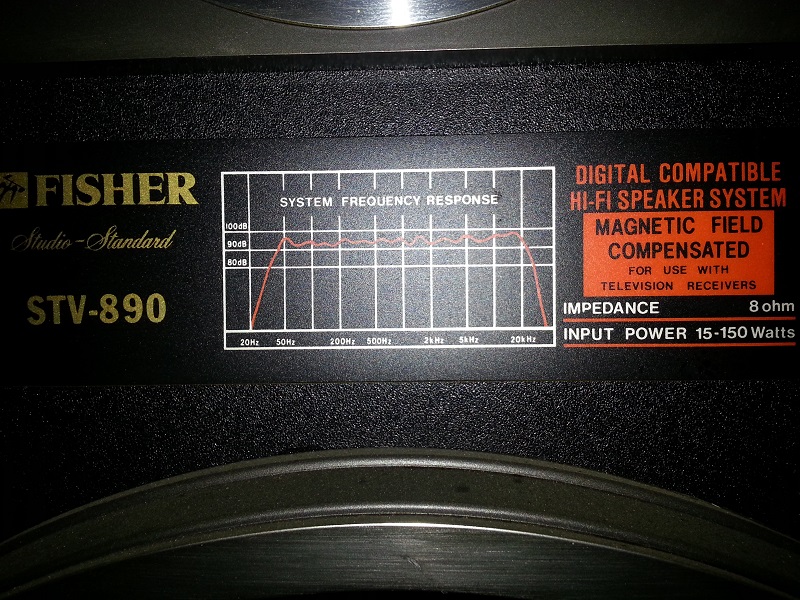 FISHER
Studio-Standard
STV-890
SYSTEM FREQUENCY RESPONSE
100dB
90dB
80dB
20Hz 50Hz 200Hz 500Hz 2kHz 5kHz 20kHz
DIGITAL COMPATIBLE
HI-FI SPEAKER SYSTEM
MAGNETIC FIELD
COMPENSATED
FOR USE WITH
TELEVISION RECEIVERS
IMPEDANCE 8 ohm
INPUT POWER 15-150 Watts